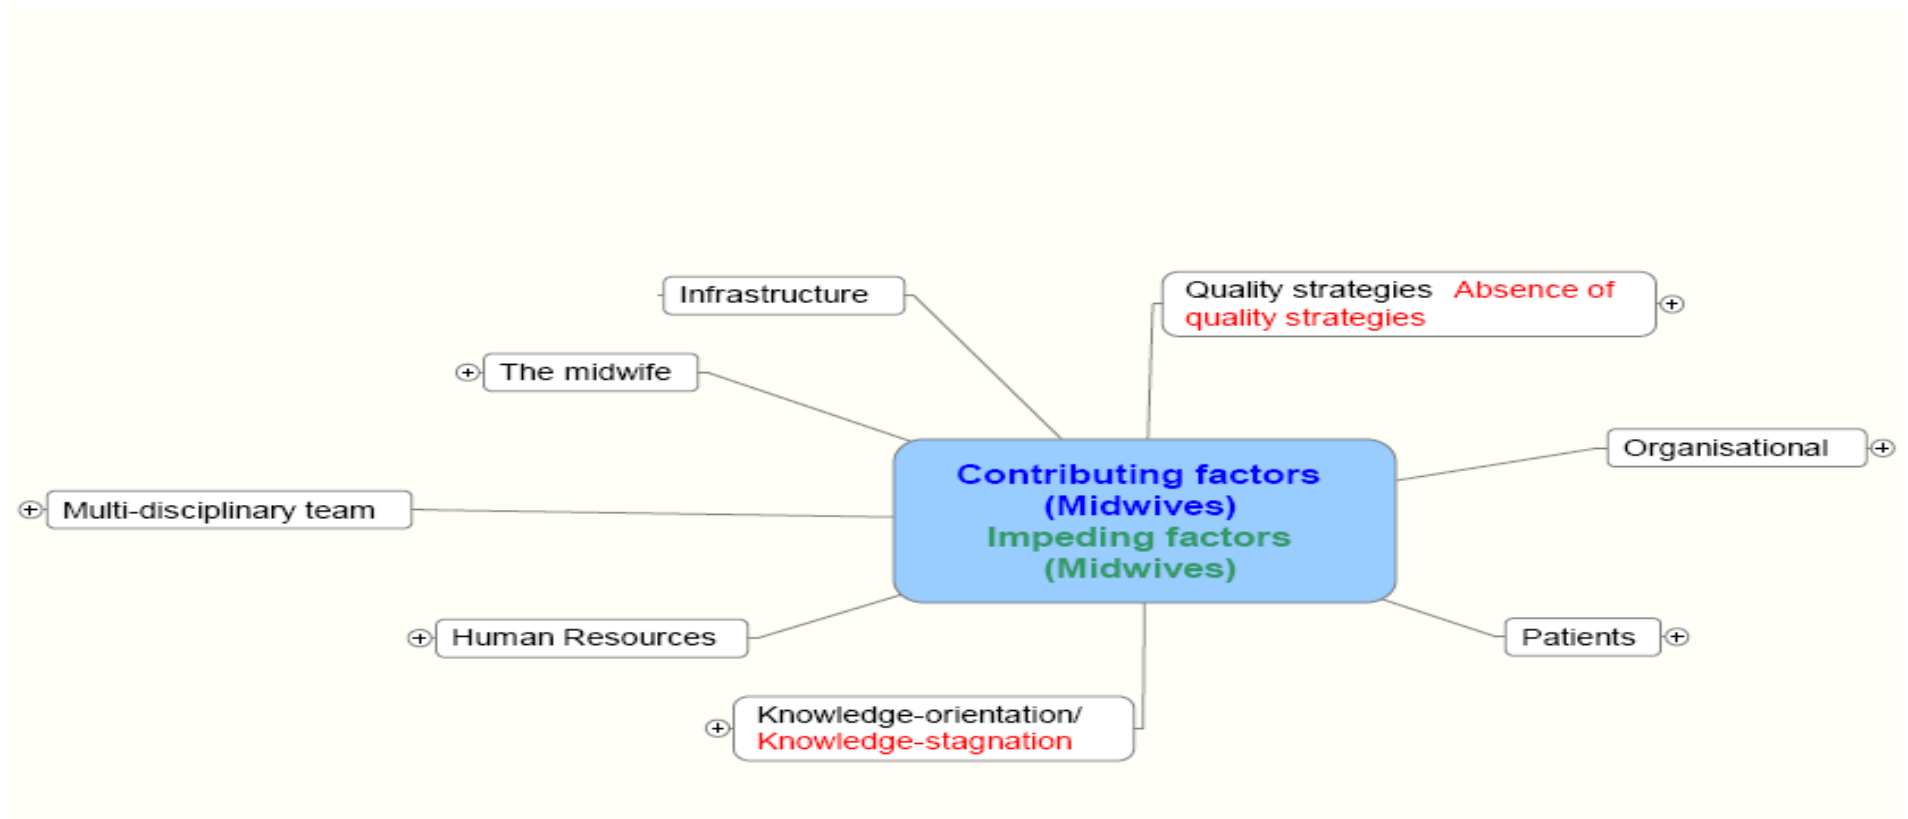 Infrastructure
Quality strategies Absence of
quality strategies
The midwife
Organisational
Contributing factors
(Midwives)
Impeding factors
(Midwives)
Multi-disciplinary team
Human Resources
Patients
Knowledge-orientation/
Knowledge-stagnation